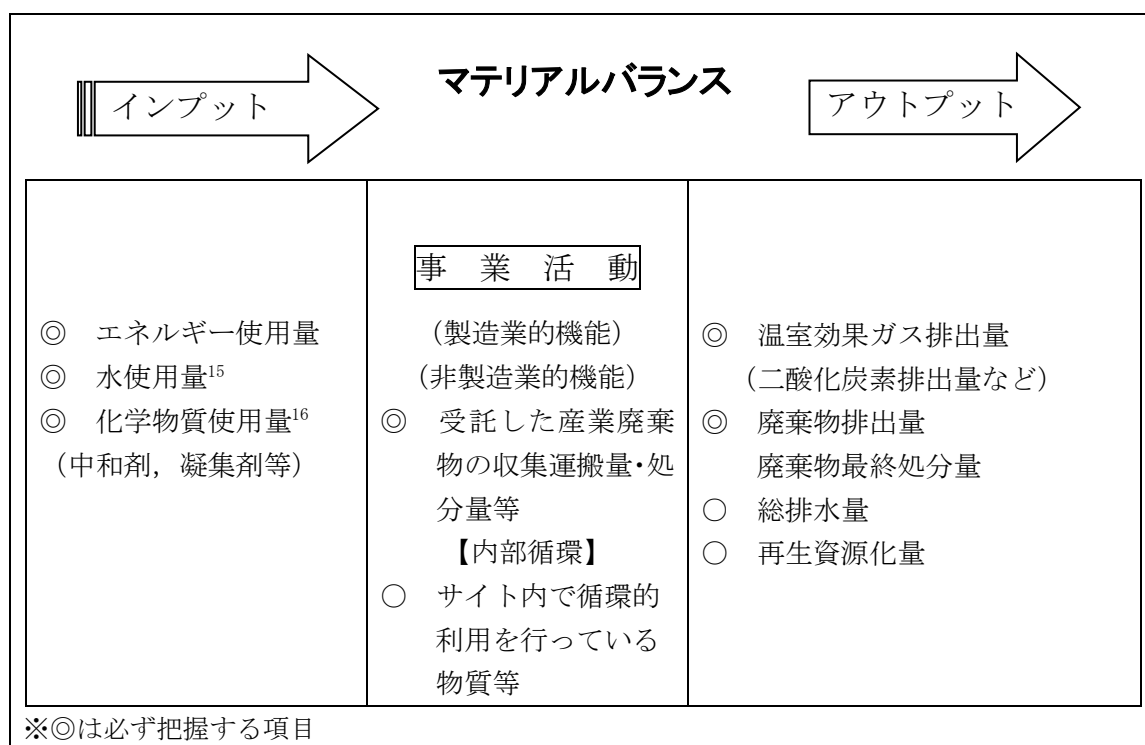 マテリアルバランス
インプット
アウトプット
◎　エネルギー使用量
◎　水使用量15
◎　化学物質使用量16
（中和剤，凝集剤等）
事　業　活　動
（製造業的機能）
（非製造業的機能）
◎　受託した産業廃棄
物の収集運搬量・処
分量等
【内部循環】
○　サイト内で循環的
利用を行っている
物質等
◎　温室効果ガス排出量
（二酸化炭素排出量など）
◎　廃棄物排出量
廃棄物最終処分量
○　総排水量
○　再生資源化量
※◎は必ず把握する項目